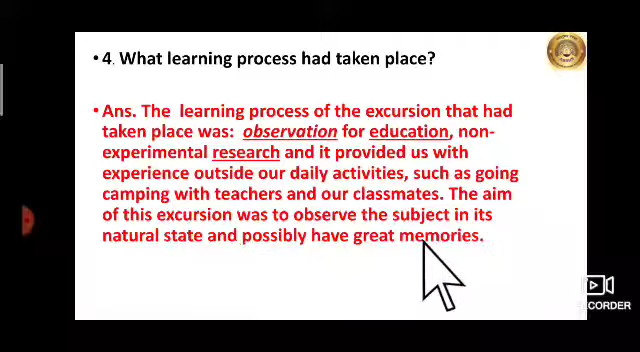 • 4. What learning process had taken place?
• Ans. The learning process of the excursion that had
taken place was: observation for education, non-
experimental research and it provided us with
experience outside our daily activities, such as going
camping with teachers and our classmates. The aim
of this excursion was to observe the subject in its
natural state and possibly have great memories.
CORDER